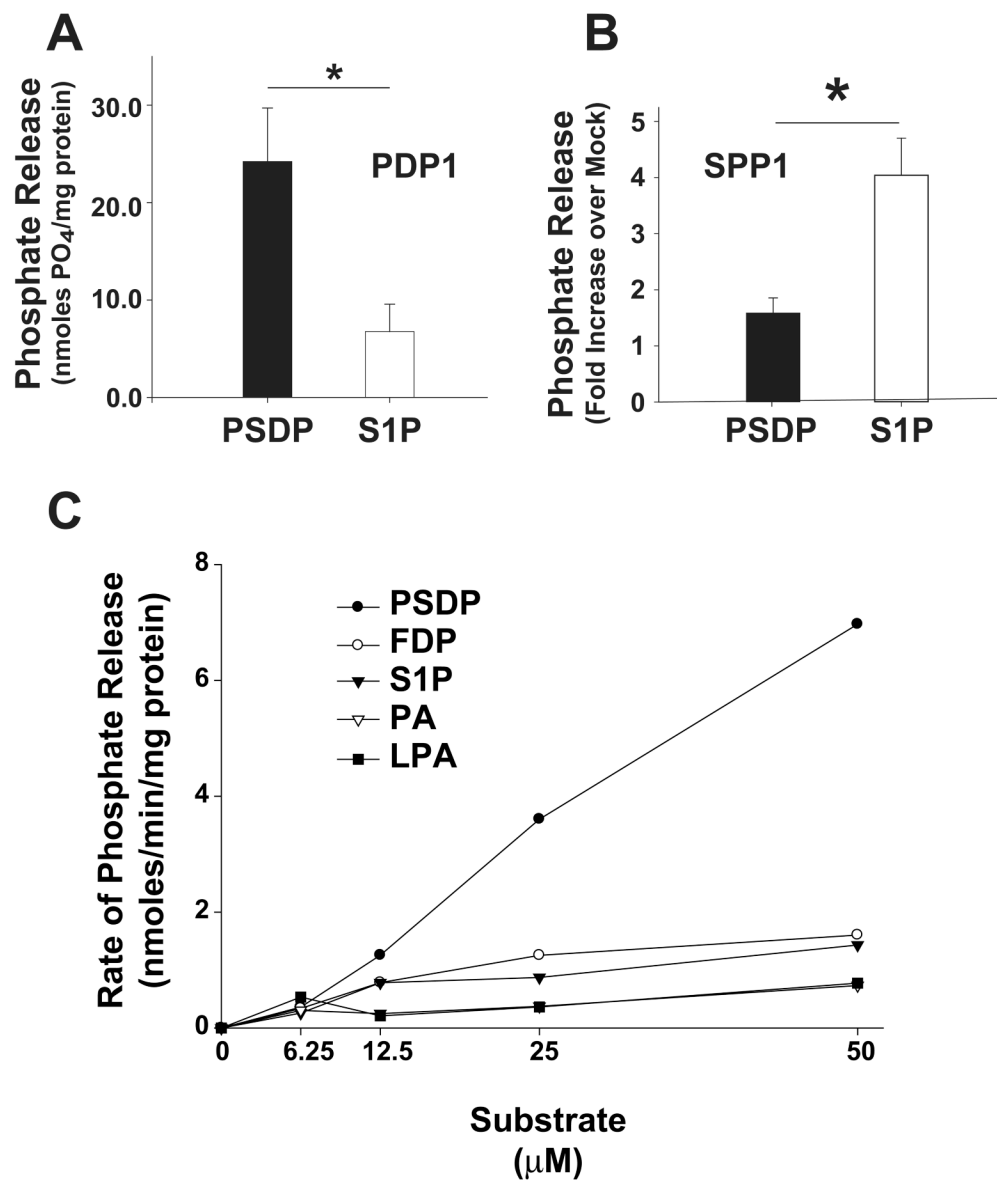 A
Phosphate Release
(nmoles PO4/mg protein)
30.0
20.0
10.0
0.0
*
PDP1
PSDP
S1P
B
Phosphate Release
(Fold Increase over Mock)
5
4
3
2
1
0
*
SPP1
PSDP
S1P
C
Rate of Phosphate Release
(nmoles/min/mg protein)
8
6
4
2
0
PSDP
FDP
S1P
PA
LPA
0
6.25
12.5
25
50
Substrate
(μM)